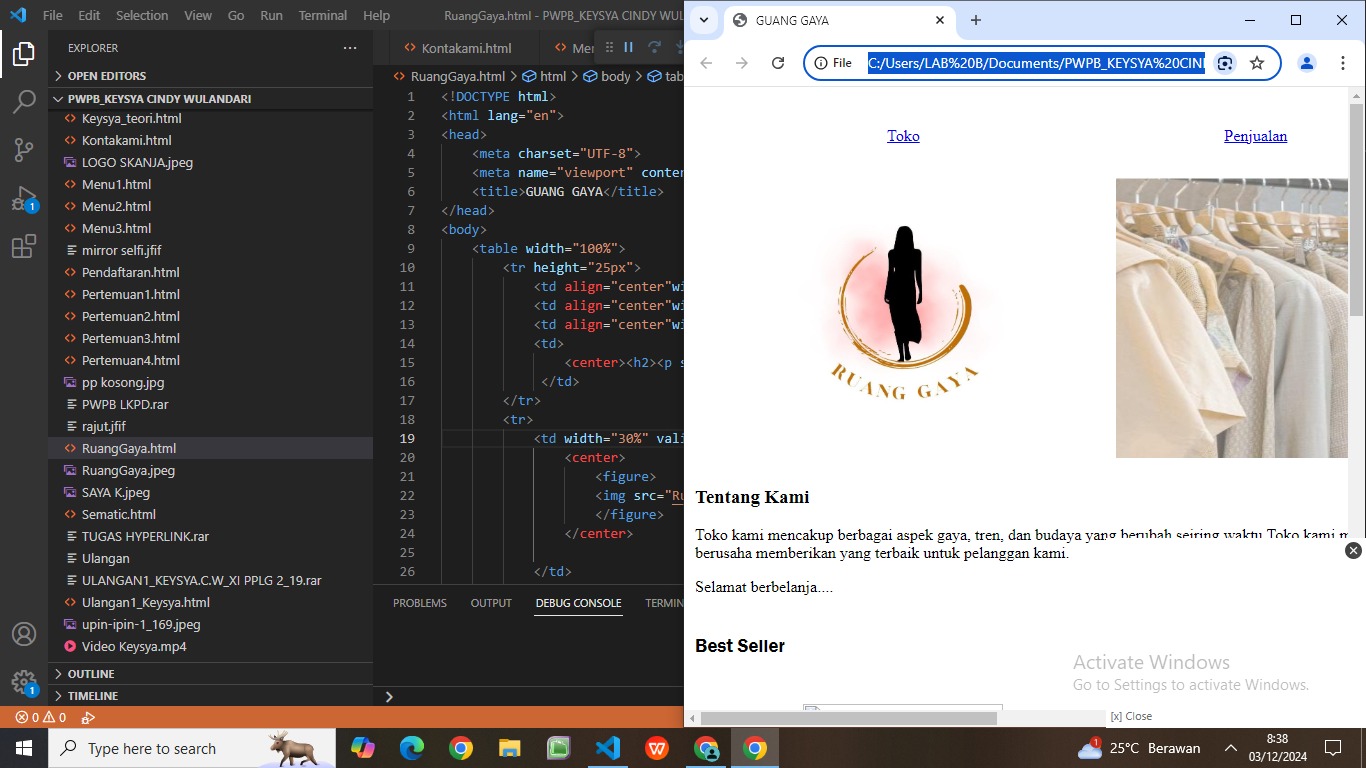 File Edit Selection View Go Run Terminal Help
RuangGaya.html - PWPB_KEYSYA CINDY WULAN
EXPLORER
OPEN EDITORS
PWPB_KEYSYA CINDY WULANDARI
Keysya_teori.html
Kontakami.html
LOGO SKANJA.jpeg
Menu1.html
Menu2.html
Menu3.html
mirror selfi.jfif
Pendaftaran.html
Pertemuan1.html
Pertemuan2.html
Pertemuan3.html
Pertemuan4.html
pp kosong.jpg
PWPB LKPD.rar
rajut.jfif
RuangGaya.html
RuangGaya.jpeg
SAYA K.jpeg
Sematic.html
TUGAS HYPERLINK.rar
Ulangan
ULANGAN1_KEYSYA.C.W_XI PPLG 2_19.rar
Ulangan1_Keysya.html
upin-ipin-1_169.jpeg
Video Keysya.mp4
OUTLINE
TIMELINE
1
1
0 0
Kontakami.html
Mer
RuangGaya.html > html > body > tab
1 <!DOCTYPE html>
2 <html lang="en">
3 <head>
4 <meta charset="UTF-8">
5 <meta name="viewport" conter
6 <title>GUANG GAYA</title>
7 </head>
8 <body>
9 <table width="100%">
10 <tr height="25px">
11 <td align="center"wi
12 <td align="center"wi
13 <td align="center"wi
14 <td>
15 <center><h2><p s
16 </td>
17 </tr>
18 <tr>
19 <td width="30%" vali
20 <center>
21 <figure>
22 <img src="Ru
23 </figure>
24 </center>
25
26 </td>
PROBLEMS OUTPUT DEBUG CONSOLE TERMIN
GUANG GAYA
File C:/Users/LAB%20B/Documents/PWPB_KEYSYA%20CIN
Toko Penjualan
RUANG GAYA
Tentang Kami
Toko kami mencakup berbagai aspek gaya, tren, dan budaya yang berubah seiring waktu Toko kami m
berusaha memberikan yang terbaik untuk pelanggan kami.
Selamat berbelanja....
Best Seller
Activate Windows
Go to Settings to activate Windows.
[x] Close
Type here to search
1
25°C Berawan
8:38
03/12/2024